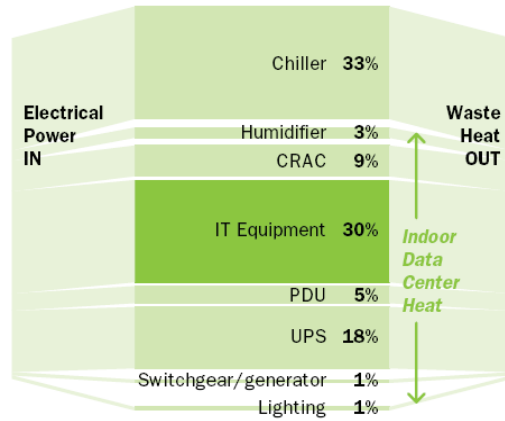 Electrical
Power
IN
Chiller 33%
Humidifier 3%
CRAC 9%
IT Equipment 30%
PDU 5%
UPS 18%
Switchgear/generator 1%
Lighting 1%
Waste
Heat
OUT
Indoor
Data
Center
Heat